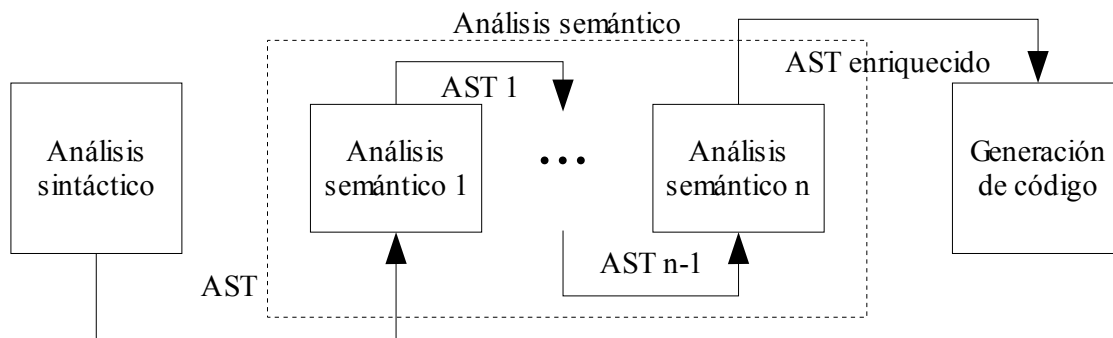 Análisis semántico
AST enriquecido
AST 1
Análisis
sintáctico
Análisis
semántico 1
...
Análisis
semántico n
Generación
de código
AST n-1
AST